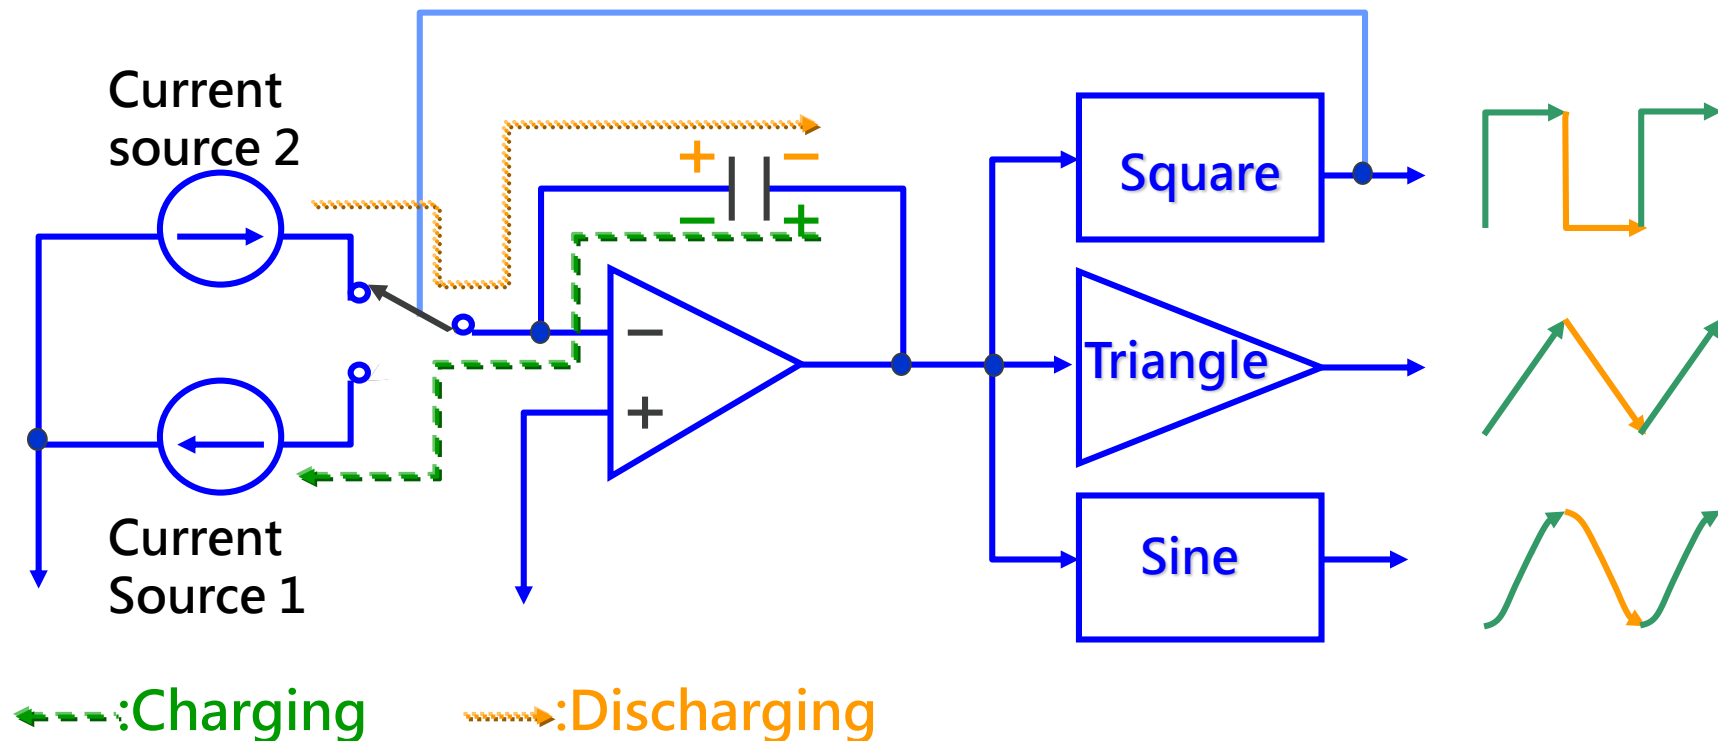 Current
source 2
+ −
− +
Square
−
Triangle
+
Current
Source 1
Sine
:Charging :Discharging